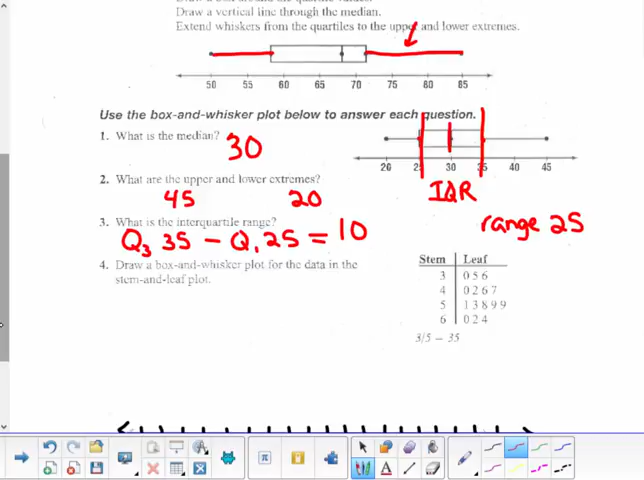 Draw a vertical line through the median.
Extend whiskers from the quartiles to the upper and lower extremes.
50 55 60 65 70 75 80 85 90
Use the box-and-whisker plot below to answer each question.
1. What is the median? 30
20 25 30 35 40 45
2. What are the upper and lower extremes?
45 20
IQR
3. What is the interquartile range?
range 25
Q3 35 - Q1 25 = 10
4. Draw a box-and-whisker plot for the data in the
stem-and-leaf plot.
Stem Leaf
3 0 5 6
4 0 2 6 7
5 1 3 8 9 9
6 0 2 4
3/5 = 35